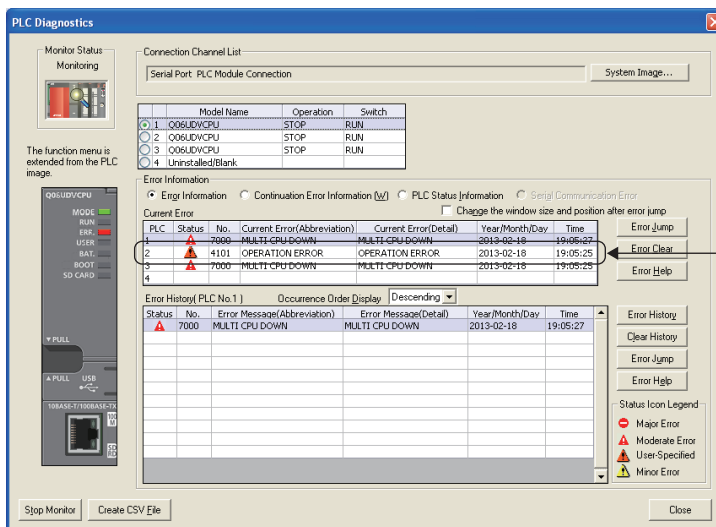 PLC Diagnostics
Monitor Status
Monitoring
Connection Channel List
Serial Port PLC Module Connection
System Image...
The function menu is
extended from the PLC
image.
Model Name Operation Switch
1 Q06UDVCPU STOP RUN
2 Q06UDVCPU STOP RUN
3 Q06UDVCPU STOP RUN
4 Uninstalled/Blank
Q06UDVCPU
MODE
RUN
ERR.
USER
BAT.
BOOT
SD CARD
PULL
PULL USB
10BASE-T/100BASE-TX
100
M
SD
RD
Error Information
Error Information Continuation Error Information (W) PLC Status Information Serial Communication Error
Current Error Change the window size and position after error jump
PLC Status No. Current Error(Abbreviation) Current Error(Detail) Year/Month/Day Time
1 7000 MULTI CPU DOWN MULTI CPU DOWN 2013-02-18 19:05:27
2 4101 OPERATION ERROR OPERATION ERROR 2013-02-18 19:05:25
3 7000 MULTI CPU DOWN MULTI CPU DOWN 2013-02-18 19:05:25
4
Error Jump
Error Clear
Error Help
Error History( PLC No.1 ) Occurrence Order Display Descending
Status No. Error Message(Abbreviation) Error Message(Detail) Year/Month/Day Time
7000 MULTI CPU DOWN MULTI CPU DOWN 2013-02-18 19:05:27
Error History
Clear History
Error Jump
Error Help
Status Icon Legend
Major Error
Moderate Error
User-Specified
Minor Error
Stop Monitor Create CSV File Close